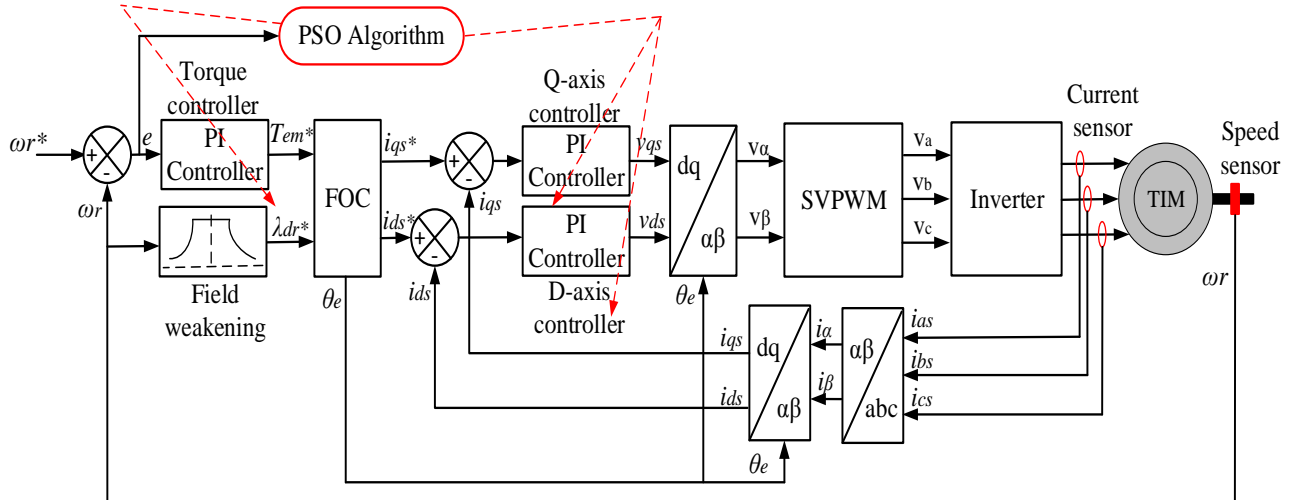 PSO Algorithm
Torque
controller
Q-axis
controller
Current
sensor
Speed
sensor
ωr*
+
-
e
PI
Controller
Tem*
FOC
iqs*
+
-
PI
Controller
vqs
dq
αβ
vα
vβ
SVPWM
va
vb
vc
Inverter
TIM
ωr
λdr*
ids*
+
-
iqs
PI
Controller
vds
Field
weakening
θe
ids
D-axis
controller
θe
ωr
iqs
ids
dq
αβ
iα
iβ
αβ
abc
ias
ibs
ics
θe